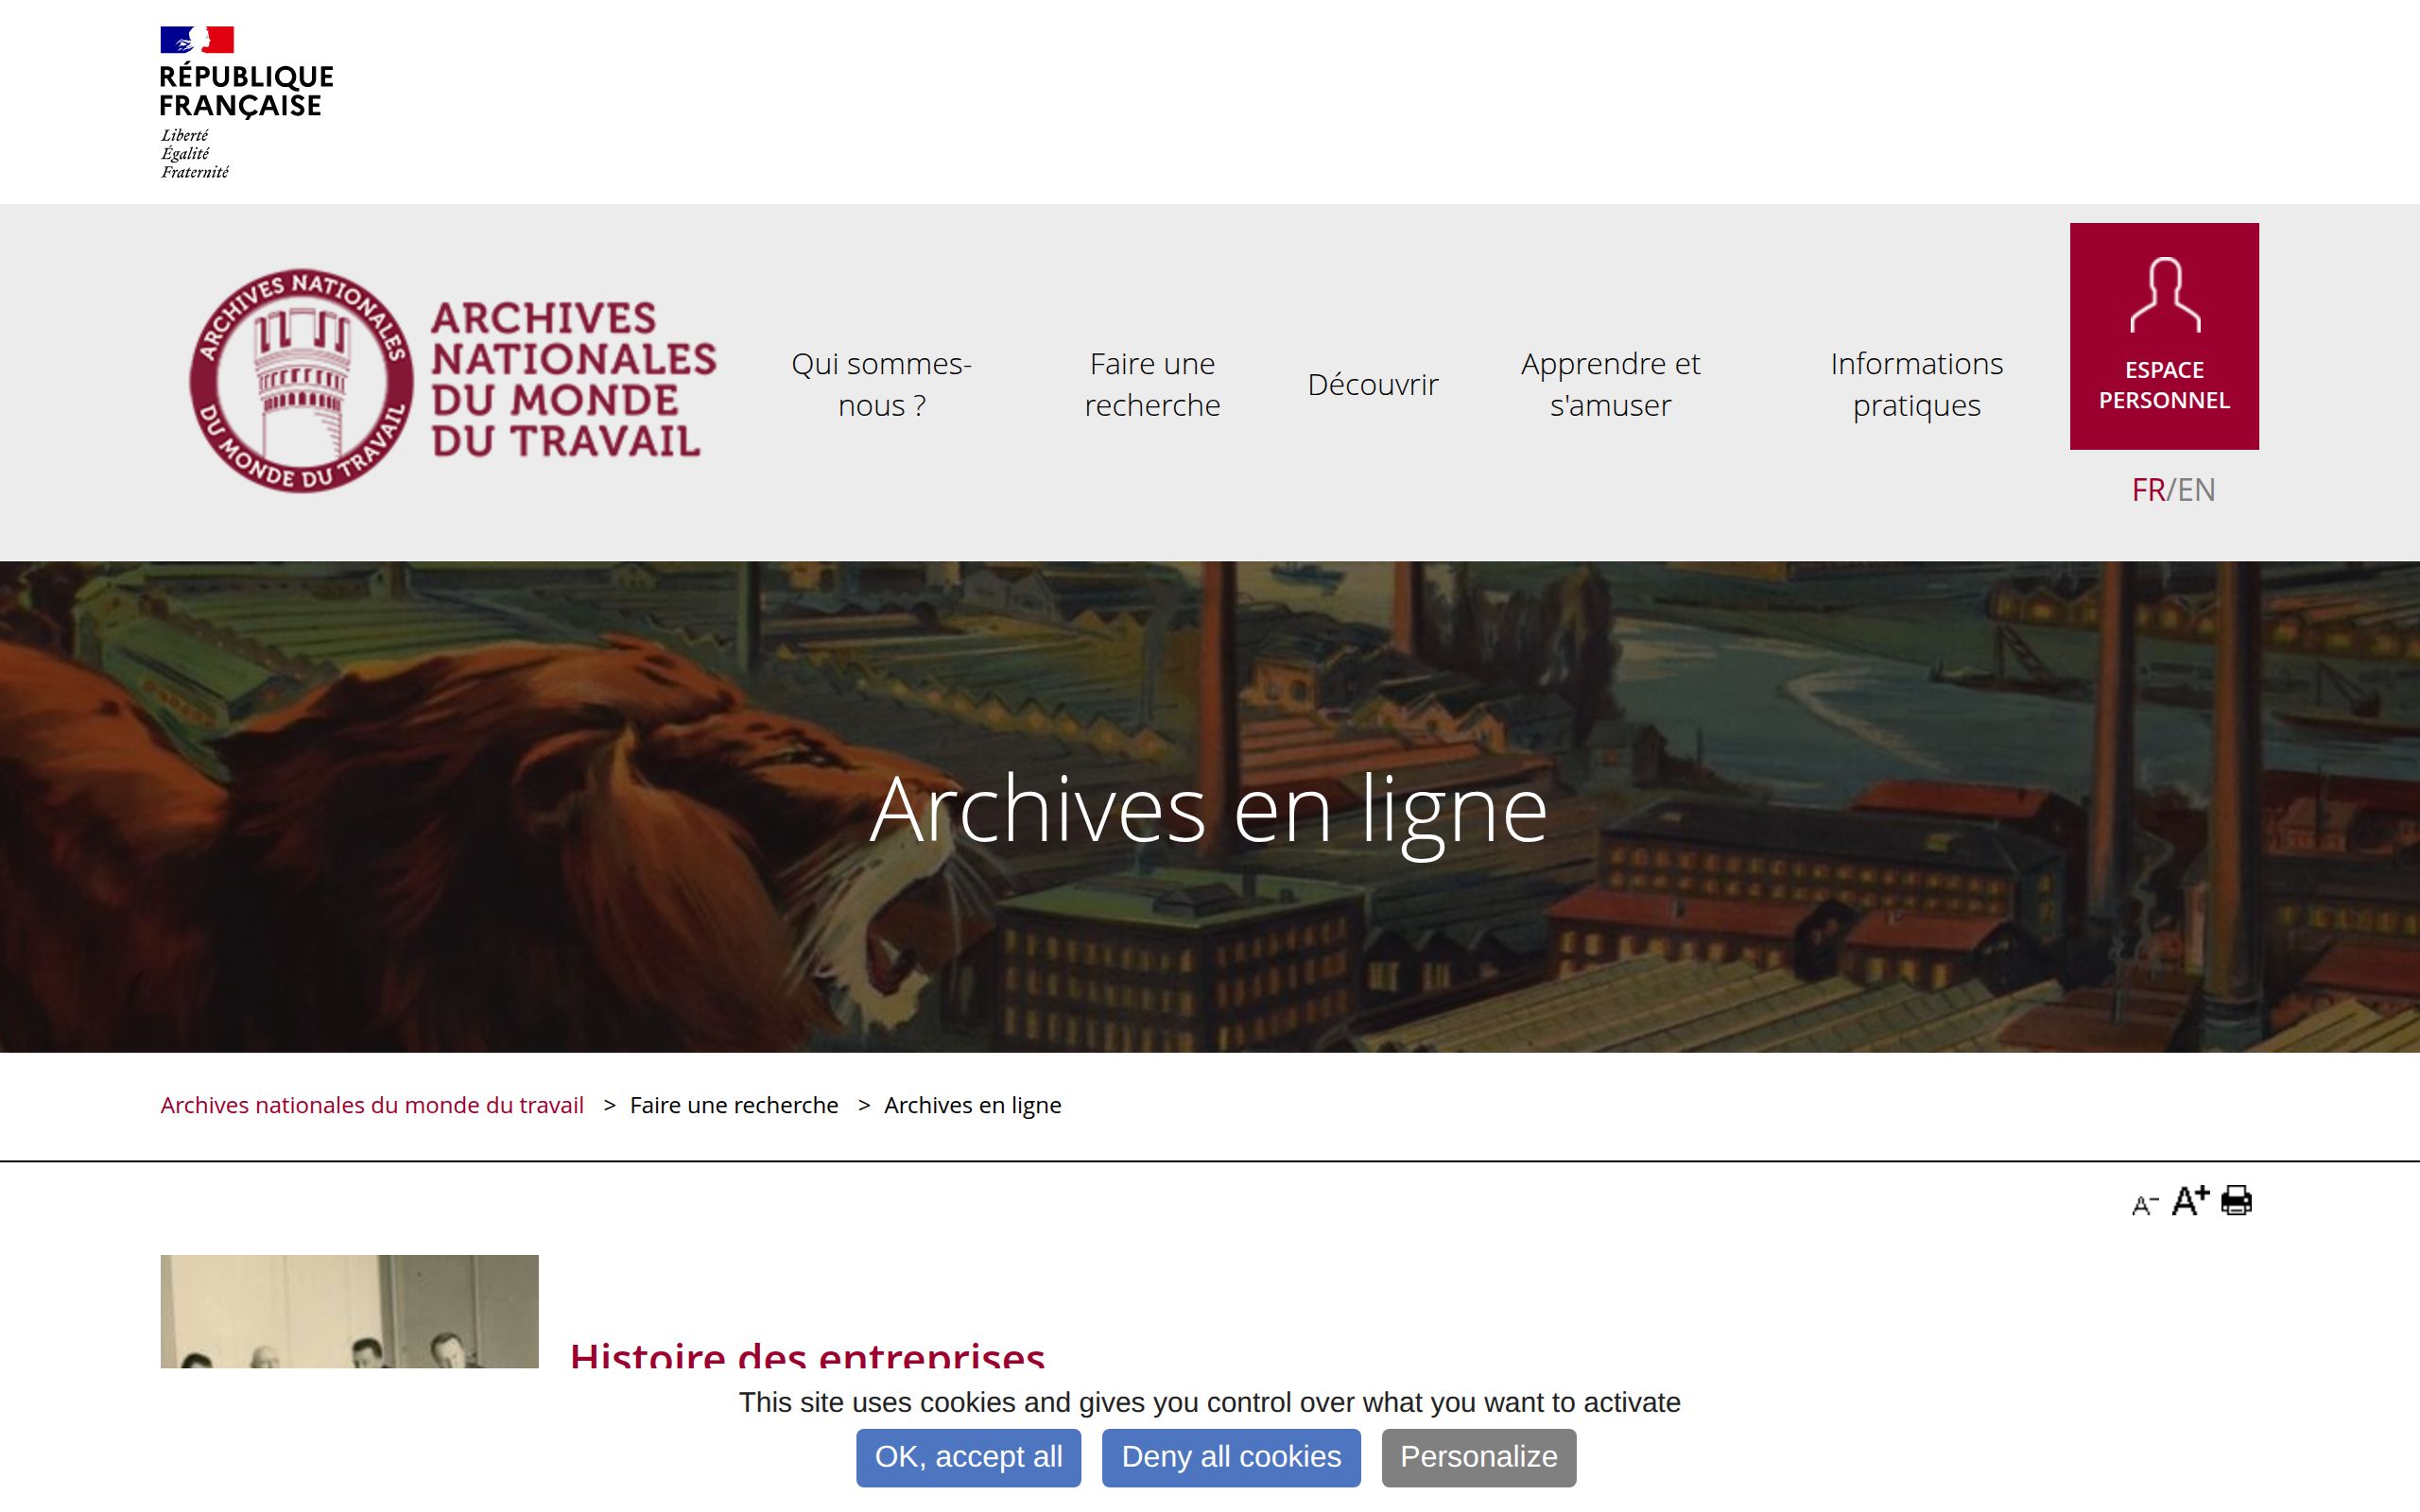 RÉPUBLIQUE
FRANÇAISE
Liberté
Égalité
Fraternité
ARCHIVES NATIONALES
DU MONDE DU TRAVAIL
ARCHIVES
NATIONALES
DU MONDE
DU TRAVAIL
Qui sommes-
nous ?
Faire une
recherche
Découvrir
Apprendre et
s'amuser
Informations
pratiques
ESPACE
PERSONNEL
FR/EN
Archives en ligne
Archives nationales du monde du travail > Faire une recherche > Archives en ligne
A- A+
Histoire des entreprises
This site uses cookies and gives you control over what you want to activate
OK, accept all Deny all cookies Personalize